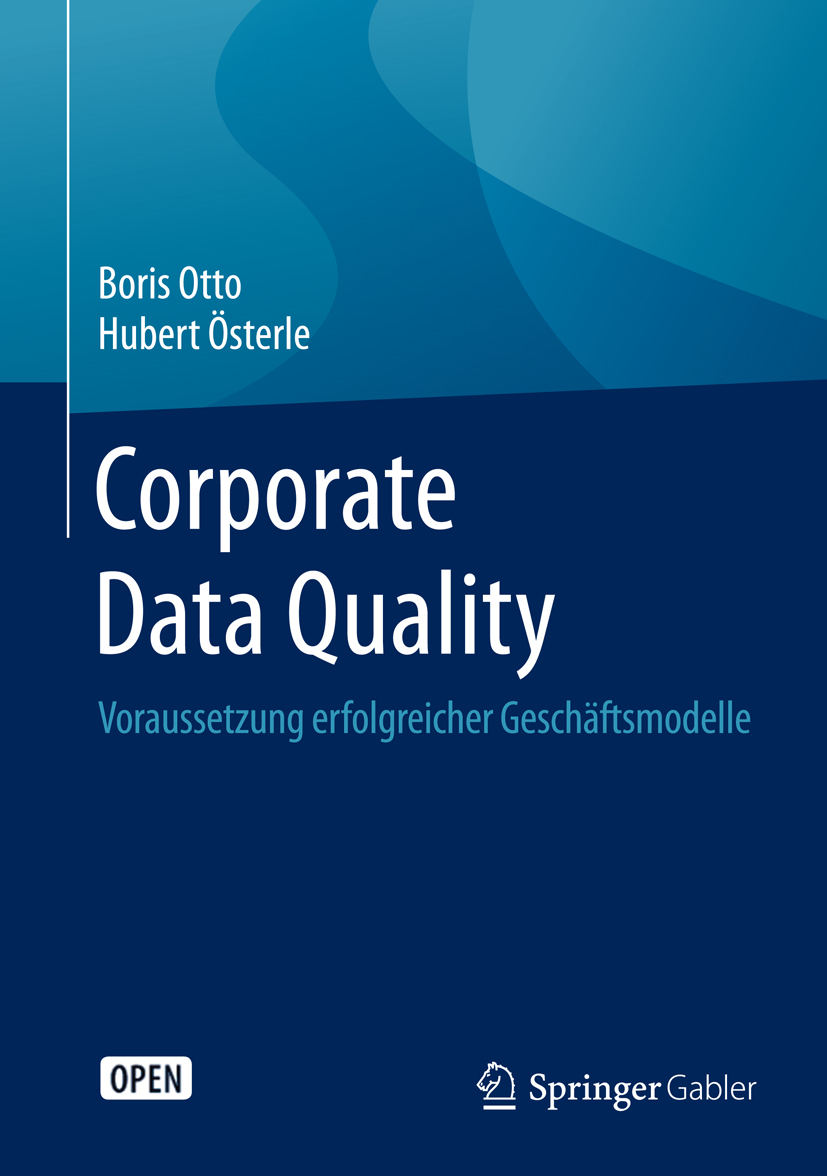 Boris Otto
Hubert Österle
Corporate
Data Quality
Voraussetzung erfolgreicher Geschäftsmodelle
OPEN
Springer Gabler